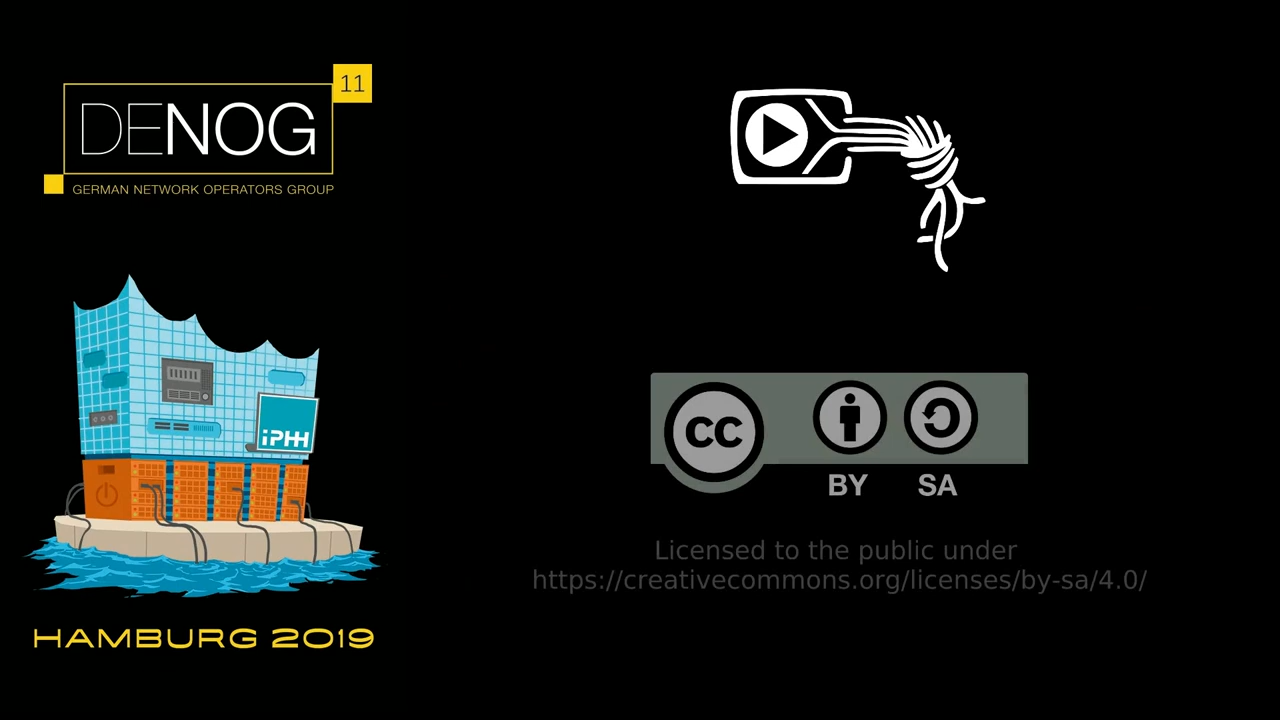 11
DENOG
GERMAN NETWORK OPERATORS GROUP
iPHH
HAMBURG 2019
CC
BY SA
Licensed to the public under
https://creativecommons.org/licenses/by-sa/4.0/